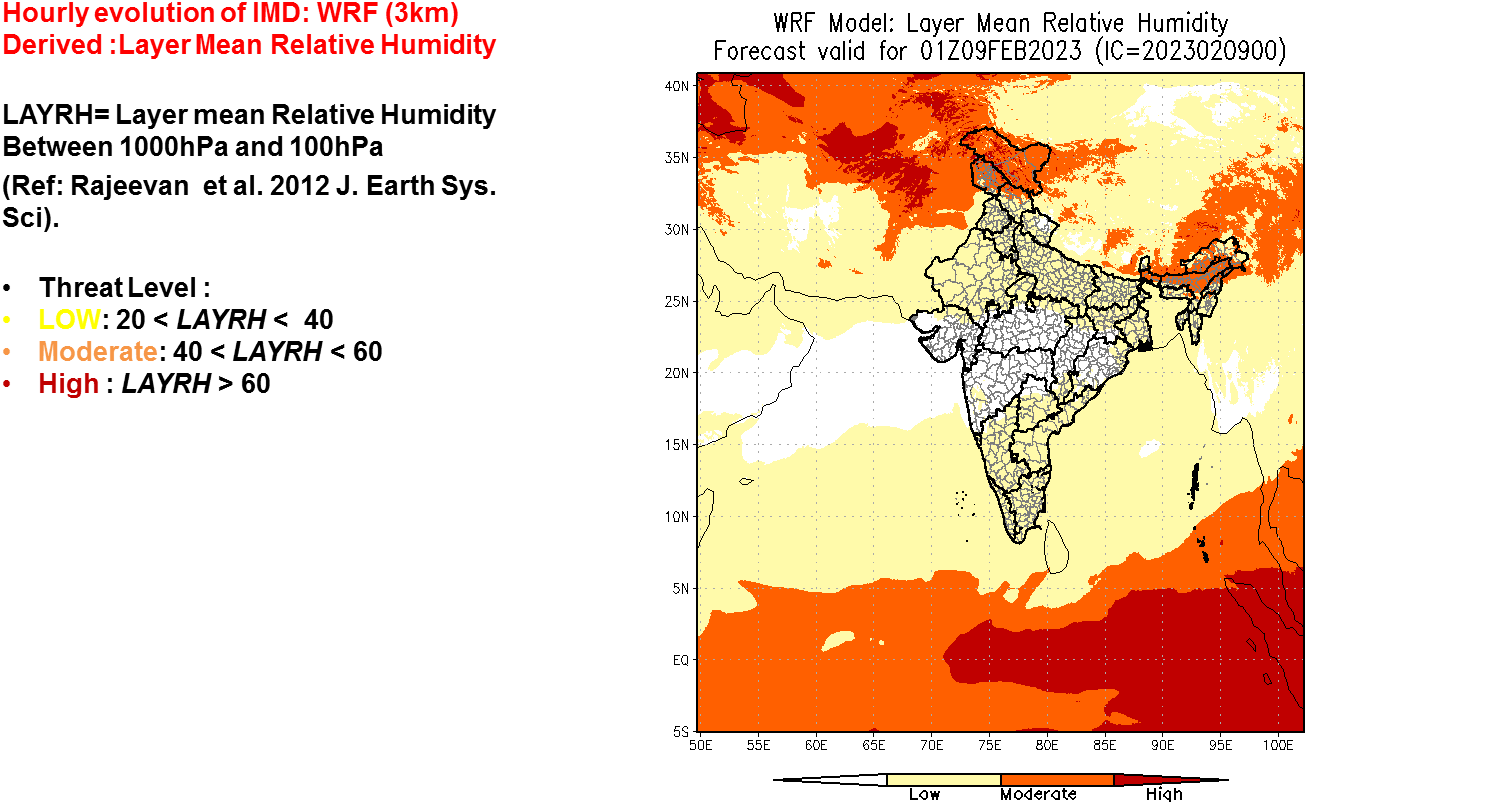 Hourly evolution of IMD: WRF (3km)
Derived :Layer Mean Relative Humidity
LAYRH= Layer mean Relative Humidity
Between 1000hPa and 100hPa
(Ref: Rajeevan et al. 2012 J. Earth Sys.
Sci).
• Threat Level :
• LOW: 20 < LAYRH < 40
• Moderate: 40 < LAYRH < 60
• High : LAYRH > 60
WRF Model: Layer Mean Relative Humidity
Forecast valid for 01Z09FEB2023 (IC=2023020900)
40N
35N
30N
25N
20N
15N
10N
5N
EQ
5S
50E 55E 60E 65E 70E 75E 80E 85E 90E 95E 100E
Low Moderate High